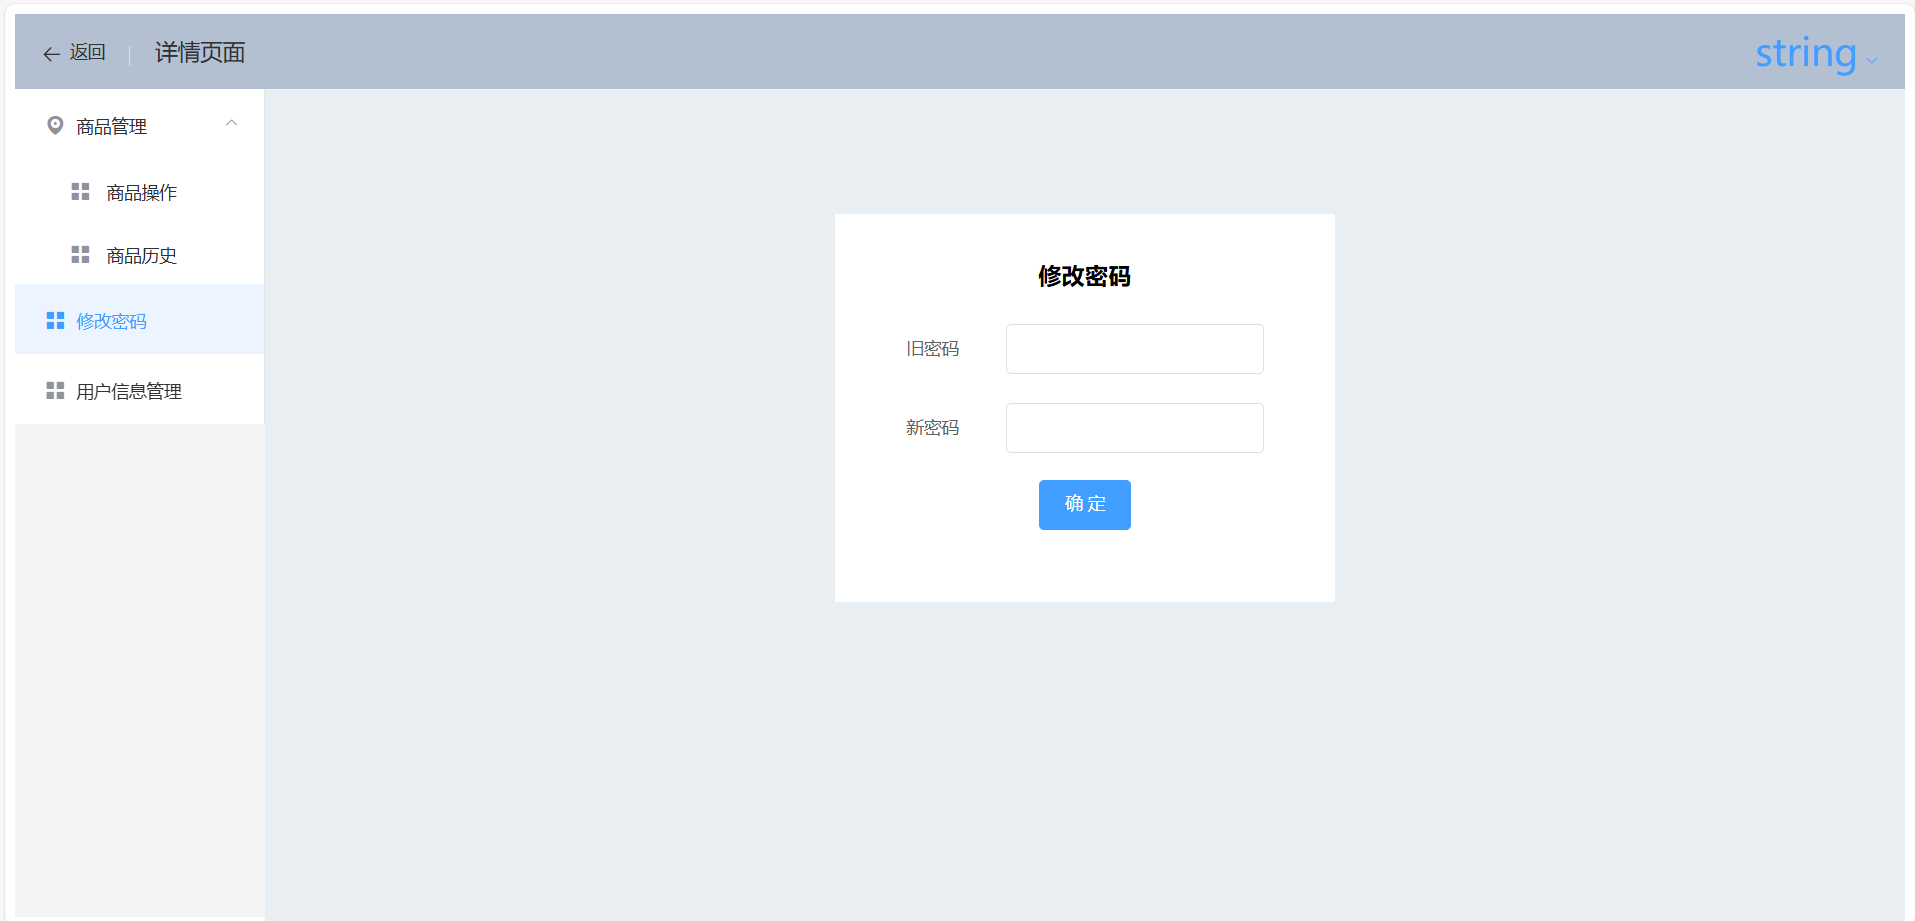 返回
详情页面
string
商品管理
商品操作
商品历史
修改密码
用户信息管理
修改密码
旧密码
新密码
确 定